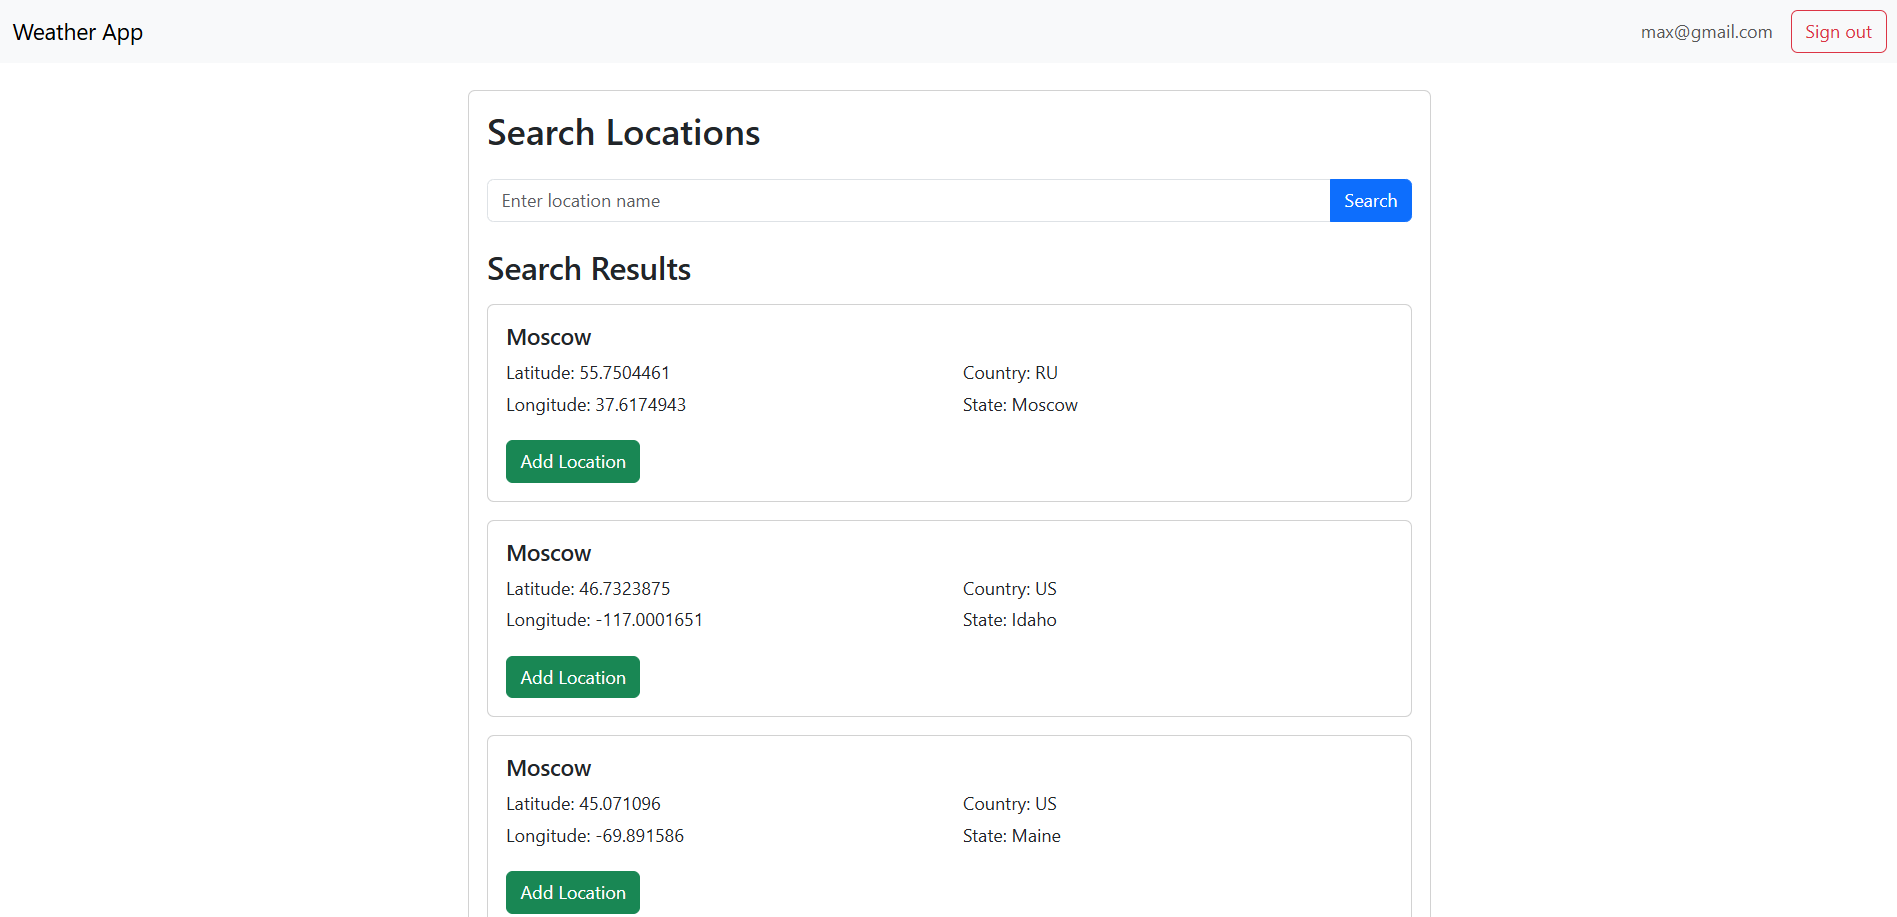 Weather App
max@gmail.com
Sign out
Search Locations
Enter location name
Search
Search Results
Moscow
Latitude: 55.7504461
Country: RU
Longitude: 37.6174943
State: Moscow
Add Location
Moscow
Latitude: 46.7323875
Country: US
Longitude: -117.0001651
State: Idaho
Add Location
Moscow
Latitude: 45.071096
Country: US
Longitude: -69.891586
State: Maine
Add Location